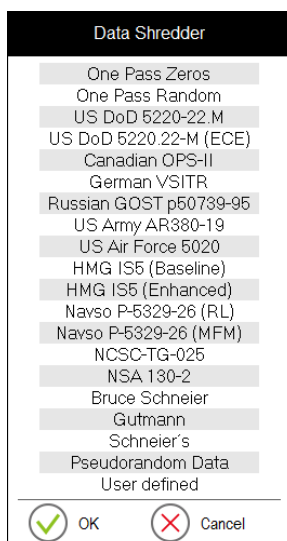 Data Shredder
One Pass Zeros
One Pass Random
US DoD 5220-22.M
US DoD 5220.22-M (ECE)
Canadian OPS-II
German VSITR
Russian GOST p50739-95
US Army AR380-19
US Air Force 5020
HMG IS5 (Baseline)
HMG IS5 (Enhanced)
Navso P-5329-26 (RL)
Navso P-5329-26 (MFM)
NCSC-TG-025
NSA 130-2
Bruce Schneier
Gutmann
Schneier´s
Pseudorandom Data
User defined
OK Cancel